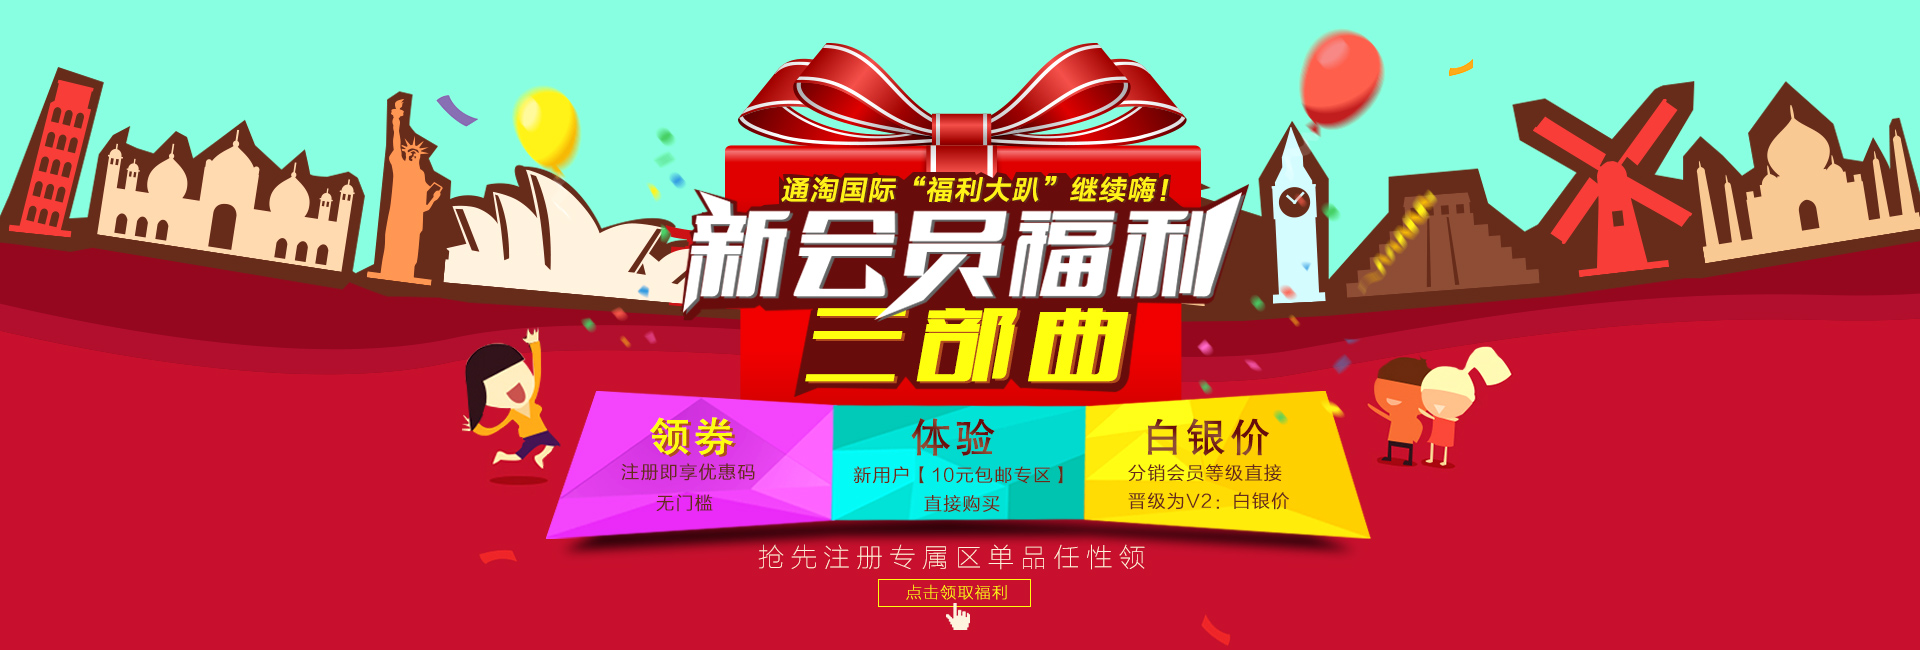 通淘国际“福利大趴”继续嗨!
新会员福利
三部曲
领券
注册即享优惠码
无门槛
体验
新用户【10元包邮专区】
直接购买
白银价
分销会员等级直接
晋级为V2：白银价
抢先注册专属区单品任性领
点击领取福利